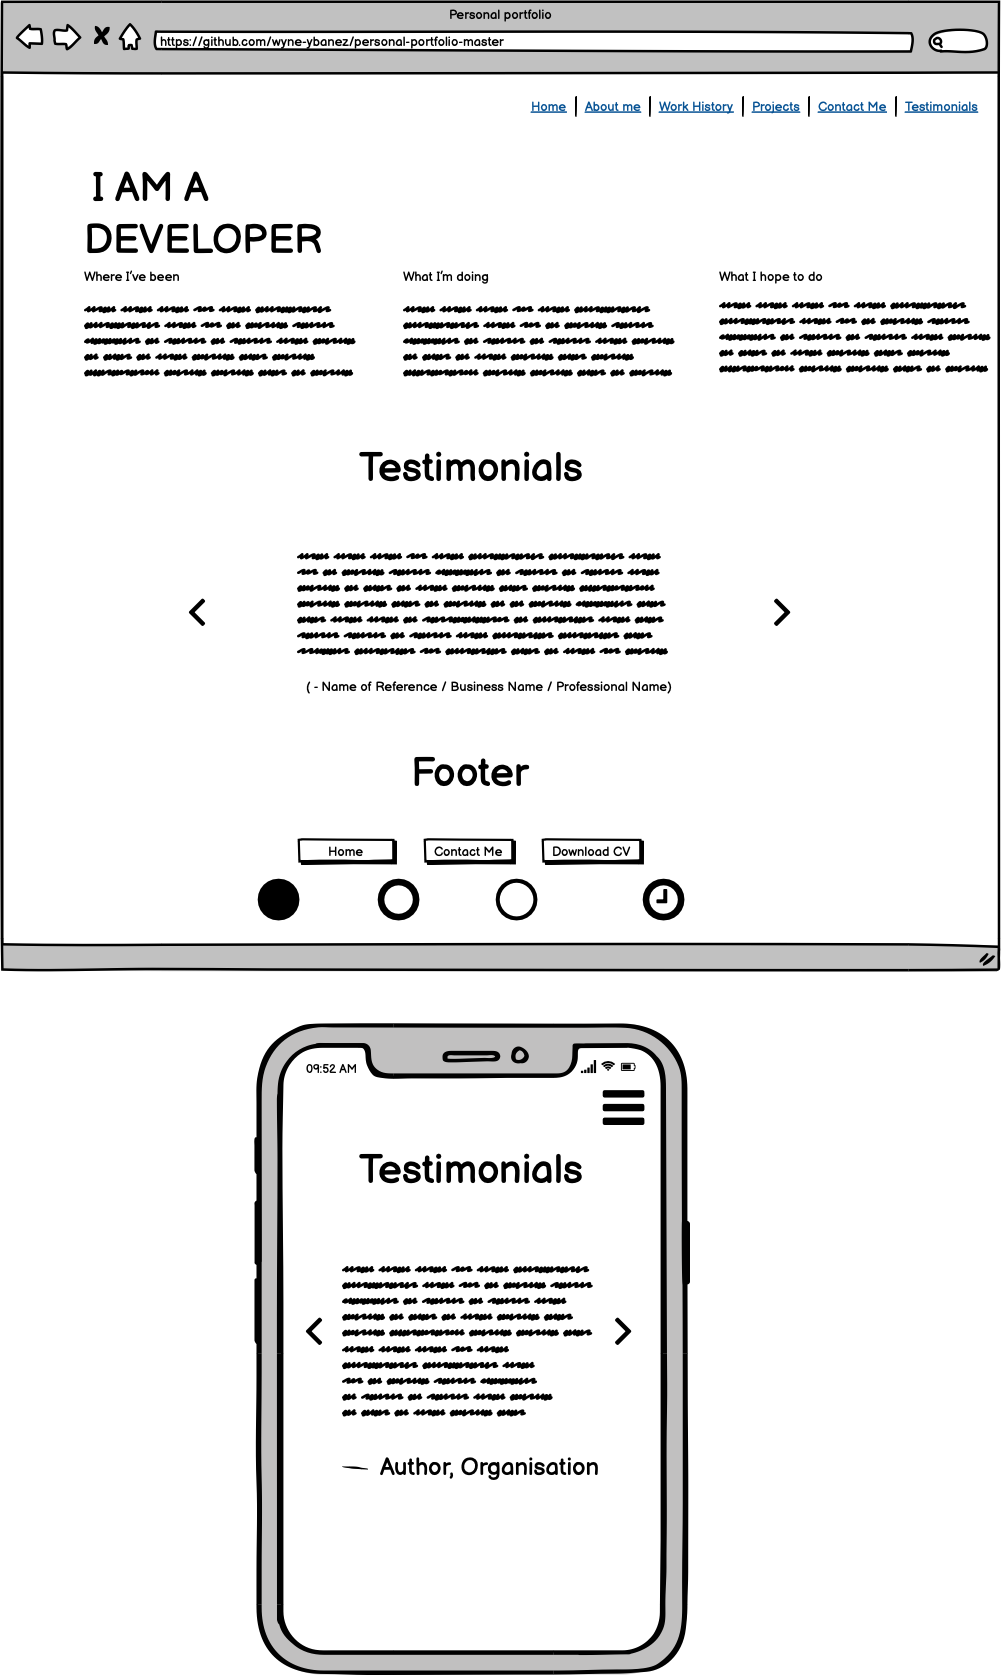 Personal portfolio
https://github.com/wyne-ybanez/personal-portfolio-master
Home | About me | Work History | Projects | Contact Me | Testimonials
I AM A
DEVELOPER
Where I've been
What I'm doing
What I hope to do
Testimonials
( - Name of Reference / Business Name / Professional Name)
Footer
Home
Contact Me
Download CV
09:52 AM
Testimonials
Author, Organisation